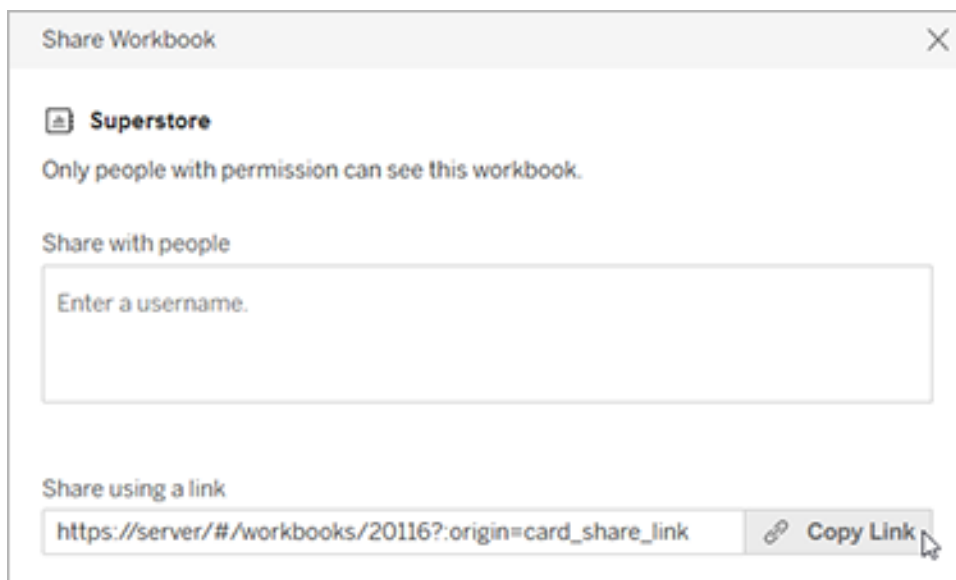 Share Workbook
Superstore
Only people with permission can see this workbook.
Share with people
Enter a username.
Share using a link
https://server/#/workbooks/20116?:origin=card_share_link
Copy Link